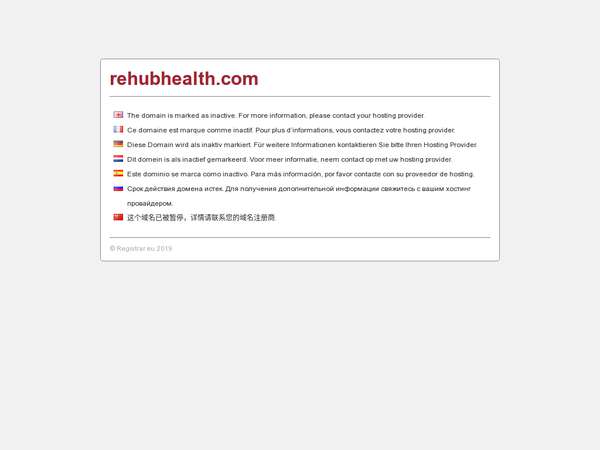 rehubhealth.com
The domain is marked as inactive. For more information, please contact your hosting provider.
Ce domaine est marque comme inactif. Pour plus d'informations, vous contactez votre hosting provider.
Diese Domain wird als inaktiv markiert. Für weitere Informationen kontaktieren Sie bitte Ihren Hosting Provider.
Dit domein is als inactief gemarkeerd. Voor meer informatie, neem contact op met uw hosting provider.
Este dominio se marca como inactivo. Para más información, por favor contacte con su proveedor de hosting.
Срок действия домена истек. Для получения дополнительной информации свяжитесь с вашим хостинг
провайдером.
这个域名已被暂停，详情请联系您的域名注册商.
© Registrar.eu 2019